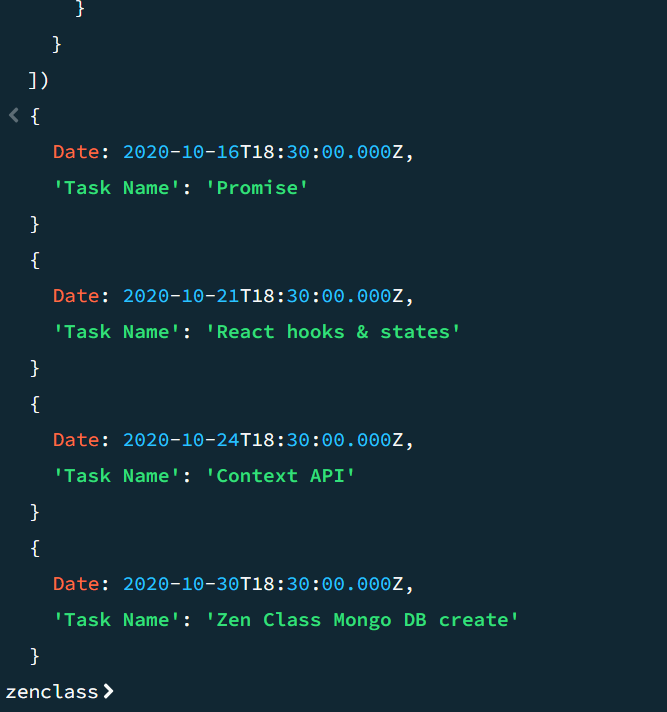 }
}
])
< {
Date: 2020-10-16T18:30:00.000Z,
'Task Name': 'Promise'
}
{
Date: 2020-10-21T18:30:00.000Z,
'Task Name': 'React hooks & states'
}
{
Date: 2020-10-24T18:30:00.000Z,
'Task Name': 'Context API'
}
{
Date: 2020-10-30T18:30:00.000Z,
'Task Name': 'Zen Class Mongo DB create'
}
zenclass>